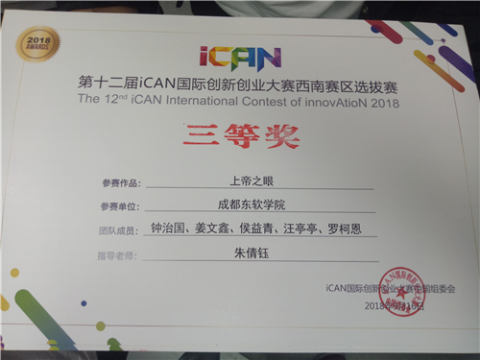 2018
AWARDS
iCAN
第十二届iCAN国际创新创业大赛西南赛区选拔赛
The 12nd iCAN International Contest of innovAtioN 2018
三等奖
参赛作品： 上帝之眼
参赛单位： 成都东软学院
团队成员： 钟治国、姜文鑫、侯益青、汪亭亭、罗柯恩
指导老师： 朱倩钰
iCAN国际创新创业大赛中国组委会